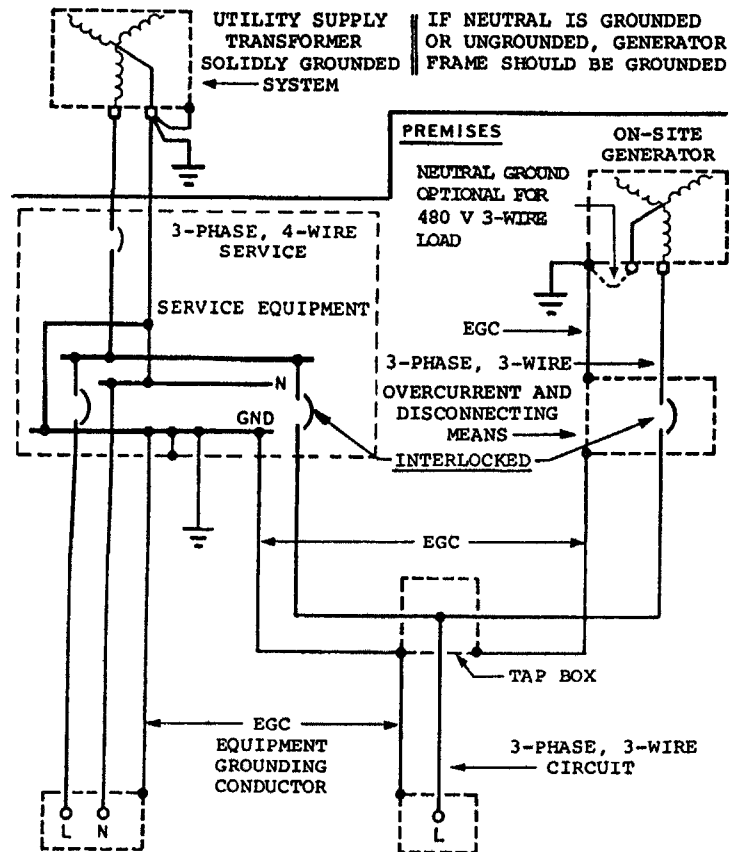 UTILITY SUPPLY
TRANSFORMER
SOLIDLY GROUNDED
SYSTEM
IF NEUTRAL IS GROUNDED
OR UNGROUNDED, GENERATOR
FRAME SHOULD BE GROUNDED
PREMISES
ON-SITE
GENERATOR
NEUTRAL GROUND
OPTIONAL FOR
480 V 3-WIRE
LOAD
3-PHASE, 4-WIRE
SERVICE
SERVICE EQUIPMENT
EGC
3-PHASE, 3-WIRE
N
OVERCURRENT AND
DISCONNECTING
MEANS
GND
INTERLOCKED
EGC
TAP BOX
EGC
EQUIPMENT
GROUNDING
CONDUCTOR
3-PHASE, 3-WIRE
CIRCUIT
L N
L